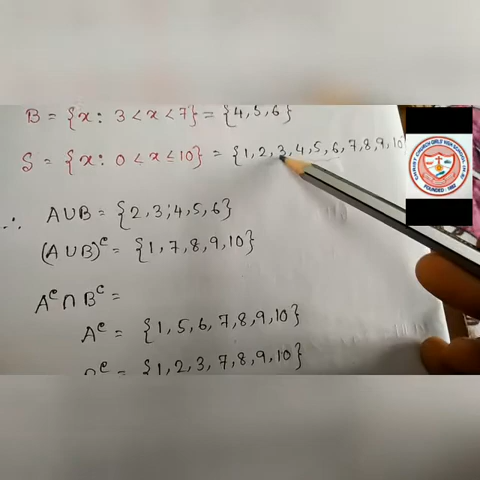 B = {x: 3 < x < 7} = {4,5,6}
S = {x: 0 < x ≤ 10} = {1,2,3,4,5,6,7,8,9,10
∴ A∪B = {2,3,4,5,6}
(A∪B)ᶜ = {1,7,8,9,10}
Aᶜ∩Bᶜ =
Aᶜ = {1,5,6,7,8,9,10}
Bᶜ = {1,2,3,7,8,9,10}
FOUNDED : 1882